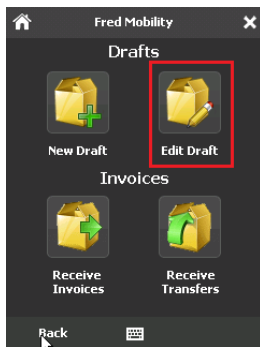 Fred Mobility
Drafts
New Draft
Edit Draft
Invoices
Receive Invoices
Receive Transfers
Back